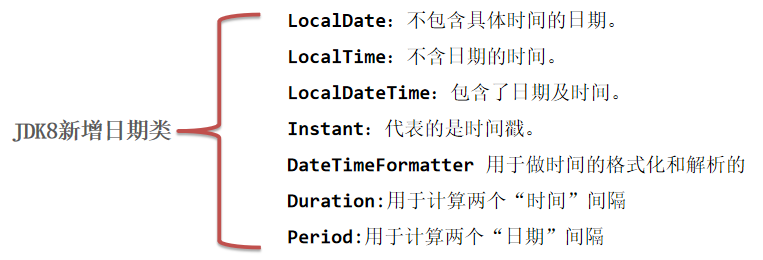 JDK8新增日期类
LocalDate：不包含具体时间的日期。
LocalTime：不含日期的时间。
LocalDateTime：包含了日期及时间。
Instant：代表的是时间戳。
DateTimeFormatter 用于做时间的格式化和解析的
Duration:用于计算两个“时间”间隔
Period:用于计算两个“日期”间隔